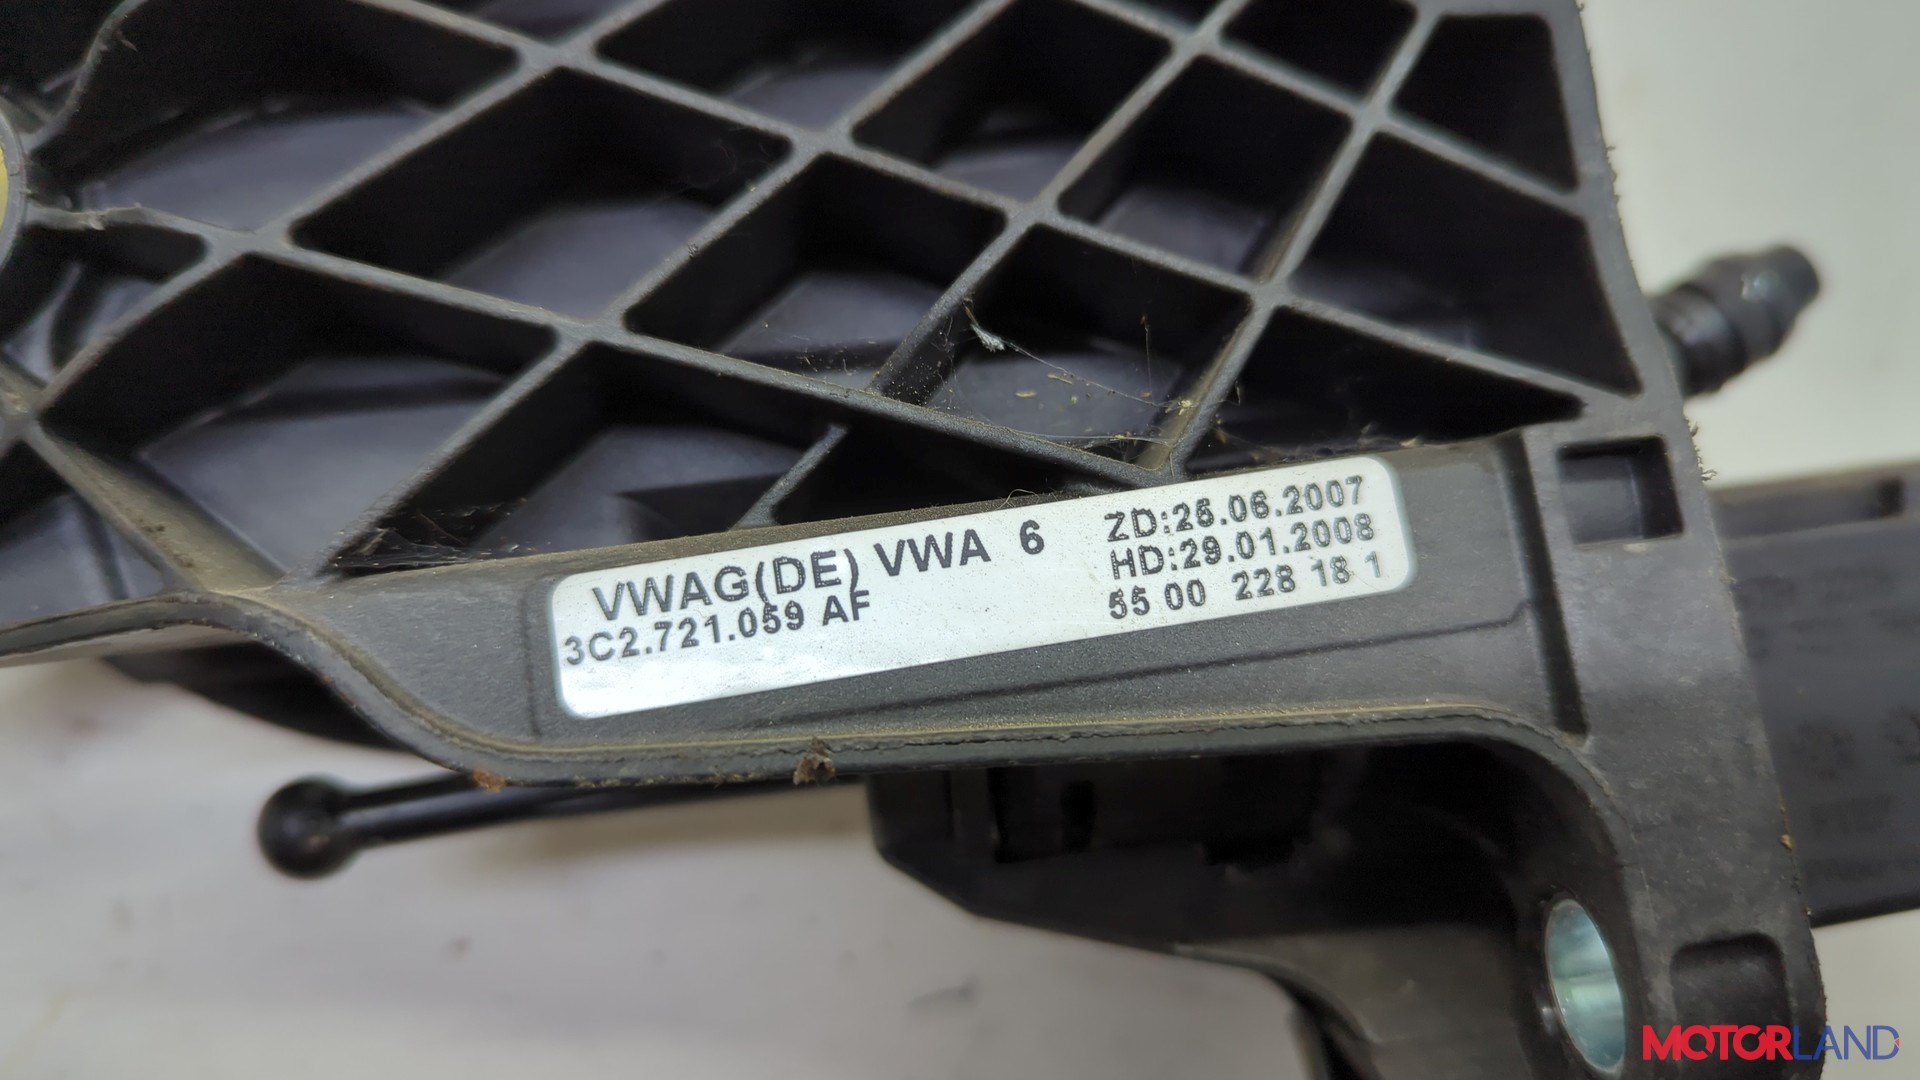 VWAG(DE) VWA 6
3C2.721.059 AF
ZD:26.06.2007
HD:29.01.2008
55 00 228 18 1
MOTORLAND